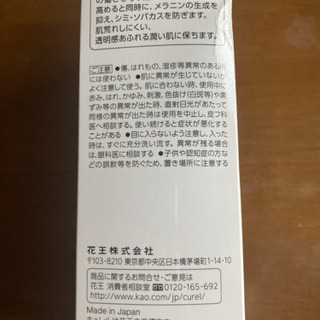 の働きを
高めると同時に、メラニンの生成を
抑え、シミ・ソバカスを防ぎます。
肌荒れしにくい、
透明感あふれる潤い肌に保ちます。
ご注意 ●傷、はれもの、湿疹等異常のある所
には使わない ●肌に異常が生じていないか
よく注意して使う。肌に合わない時、使用中に
赤み、はれ、かゆみ、刺激、色抜け(白斑等)や黒
ずみ等の異常が出た時、直射日光があたって
同様の異常が出た時は使用を中止し、皮フ科
医へ相談する。使い続けると症状が悪化する
ことがある ●目に入らないよう注意し、入った
時は、すぐに充分洗い流す。異常が残る場合
は、眼科医に相談する ●子供や認知症の方な
どの誤飲等を防ぐため、置き場所に注意する
花王株式会社
〒103-8210 東京都中央区日本橋茅場町1-14-10
商品に関するお問合せ・ご意見は
花王 消費者相談室 0120-165-692
http://www.kao.com/jp/curel/
Made in Japan